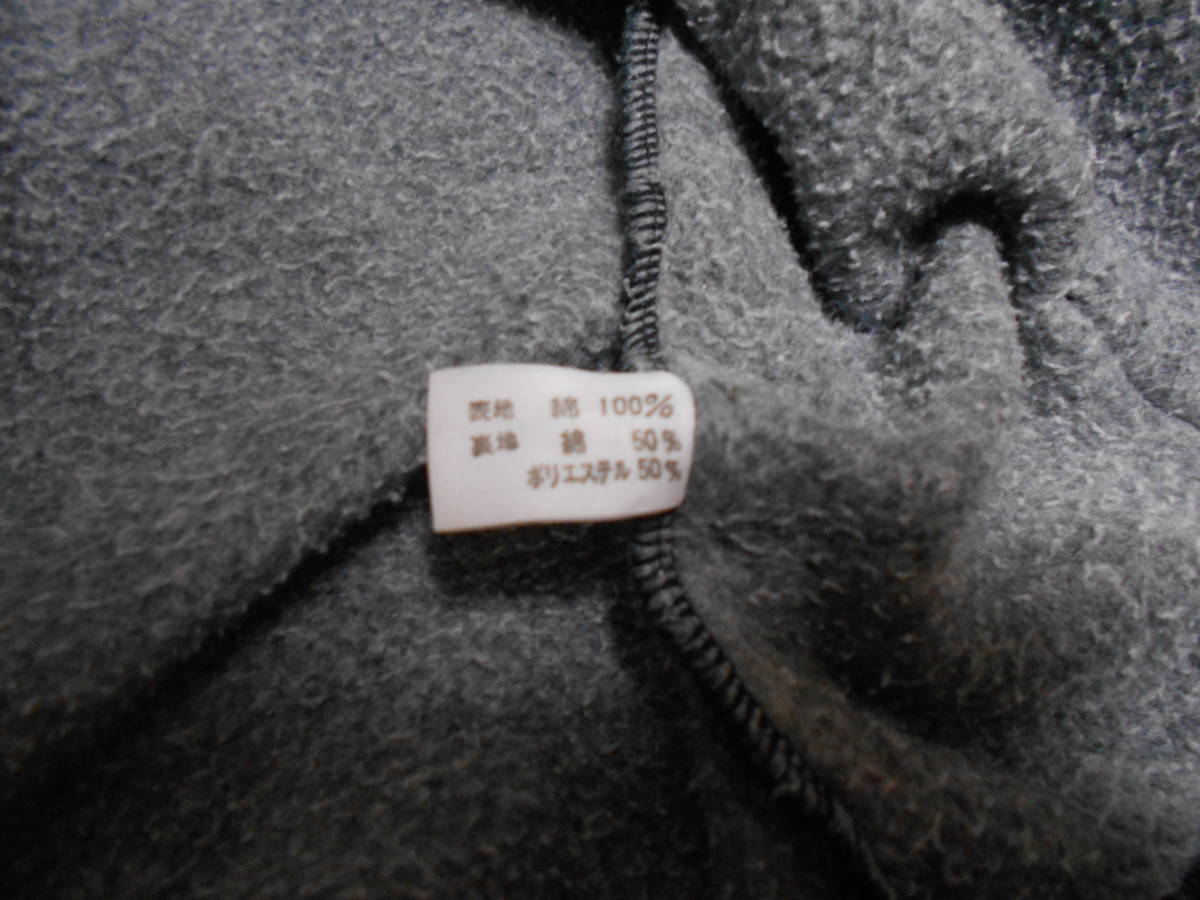 表地 綿 100%
裏地 綿 50%
ポリエステル 50%